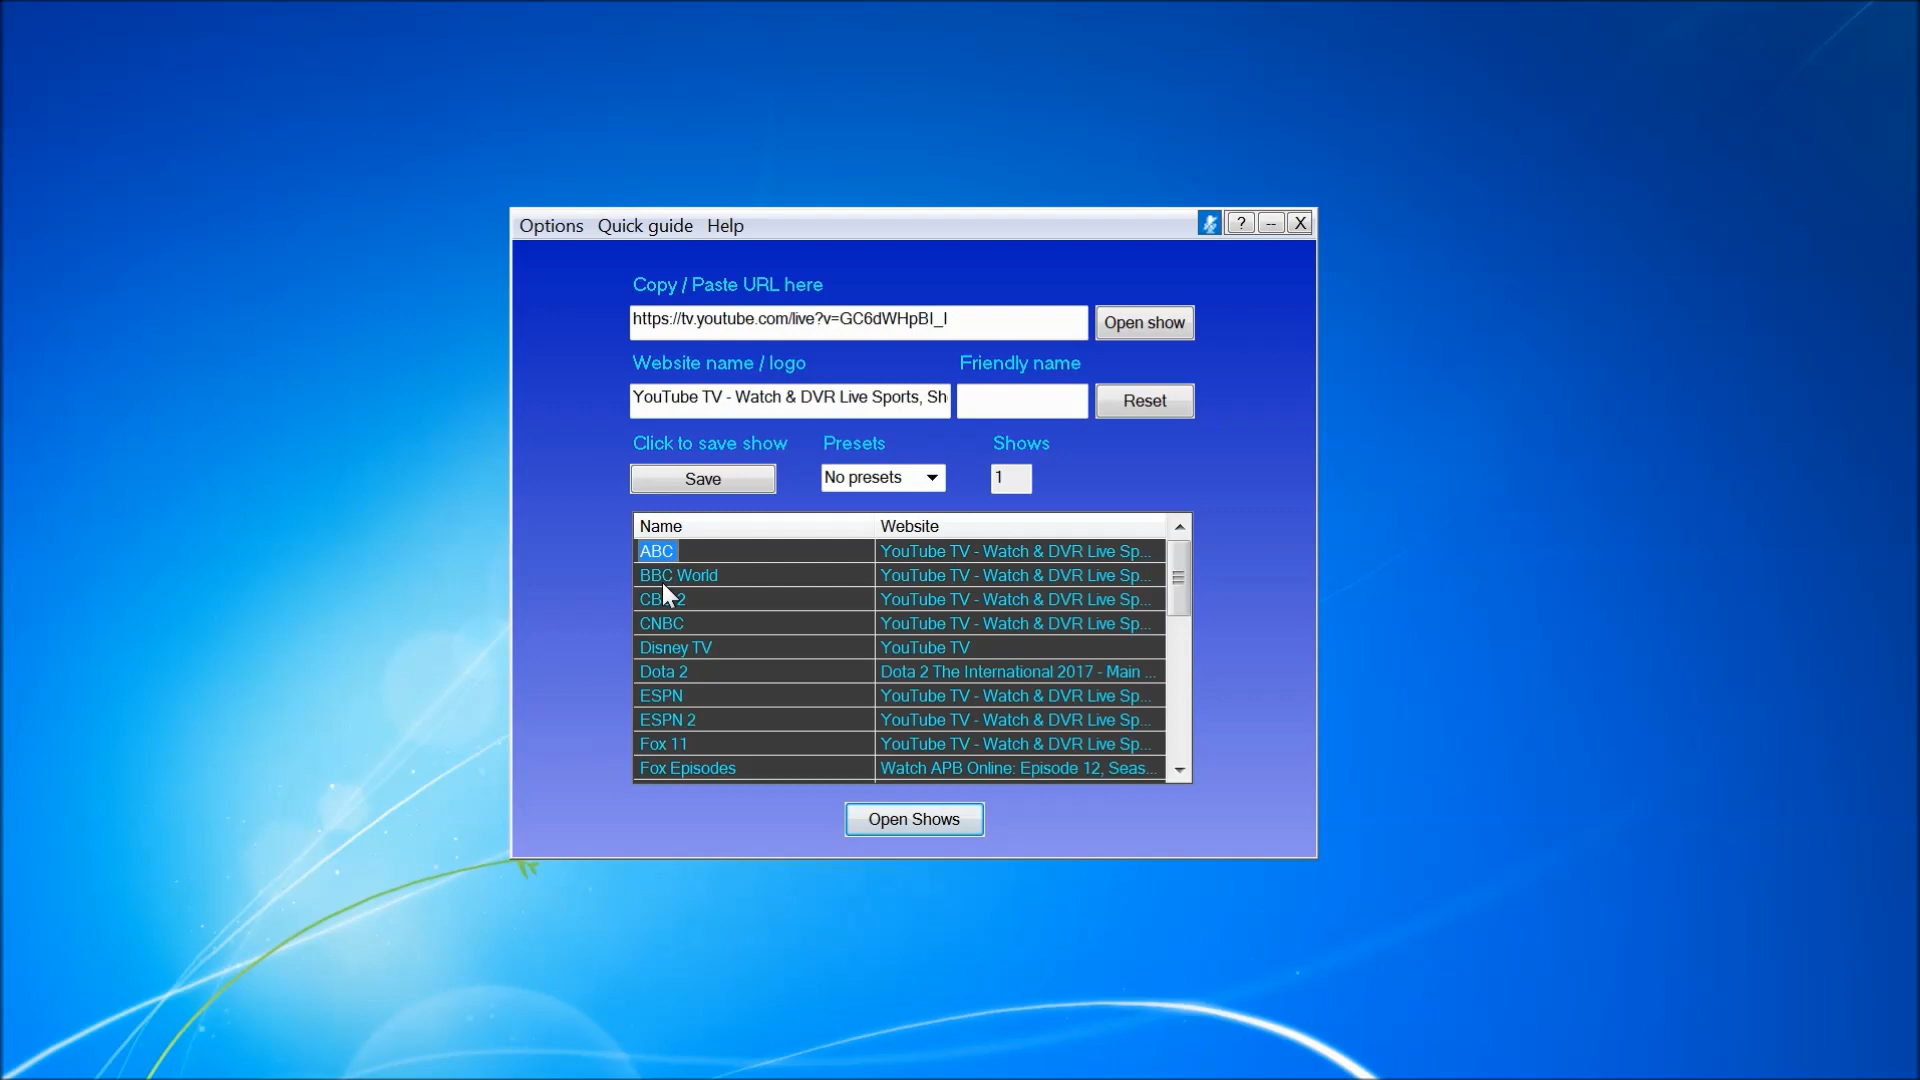 Options Quick guide Help ? -- X
Copy / Paste URL here
https://tv.youtube.com/live?v=GC6dWHpBI_I Open show
Website name / logo Friendly name
YouTube TV - Watch & DVR Live Sports, Sh Reset
Click to save show Presets Shows
Save No presets 1
Name Website
ABC YouTube TV - Watch & DVR Live Sp...
BBC World YouTube TV - Watch & DVR Live Sp...
2 YouTube TV - Watch & DVR Live Sp...
CNBC YouTube TV - Watch & DVR Live Sp...
Disney TV YouTube TV
Dota 2 Dota 2 The International 2017 - Main ...
ESPN YouTube TV - Watch & DVR Live Sp...
ESPN 2 YouTube TV - Watch & DVR Live Sp...
Fox 11 YouTube TV - Watch & DVR Live Sp...
Fox Episodes Watch APB Online: Episode 12, Seas...
Open Shows